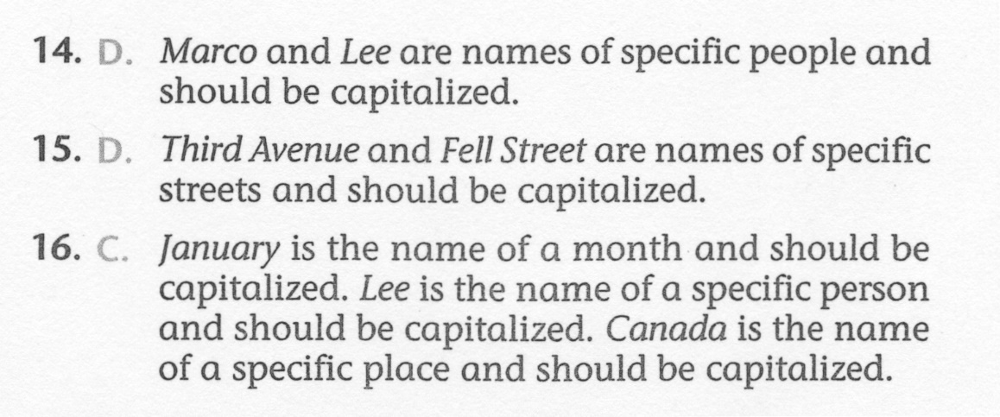 14. D. Marco and Lee are names of specific people and
should be capitalized.
15. D. Third Avenue and Fell Street are names of specific
streets and should be capitalized.
16. C. January is the name of a month and should be
capitalized. Lee is the name of a specific person
and should be capitalized. Canada is the name
of a specific place and should be capitalized.